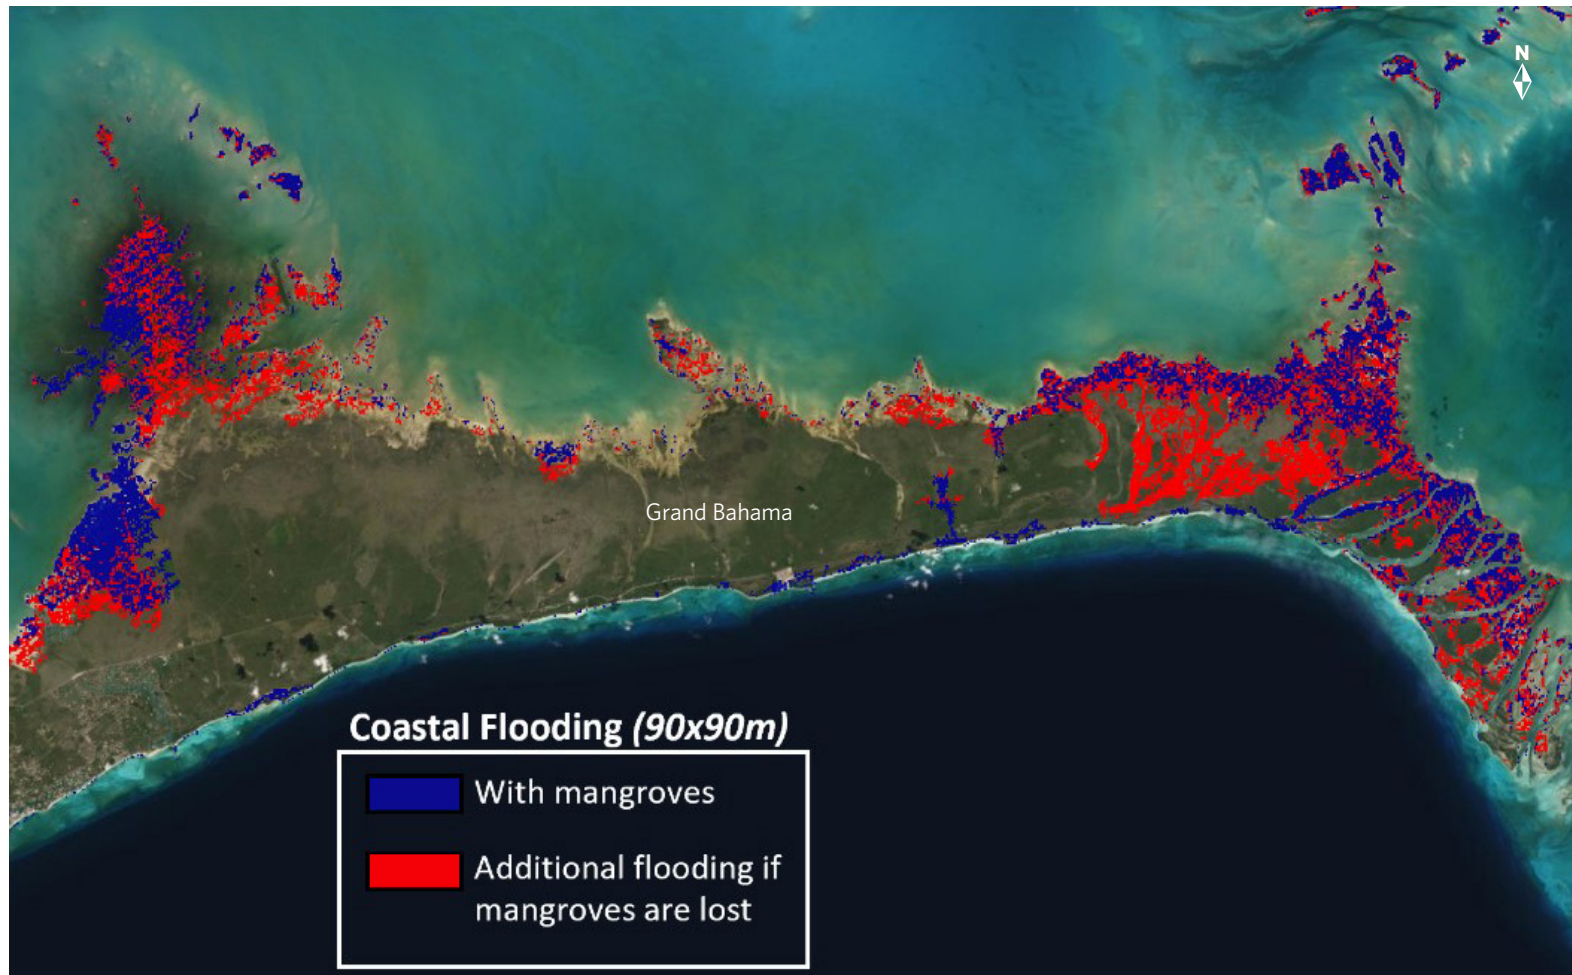 N
Grand Bahama
Coastal Flooding (90x90m)
With mangroves
Additional flooding if
mangroves are lost